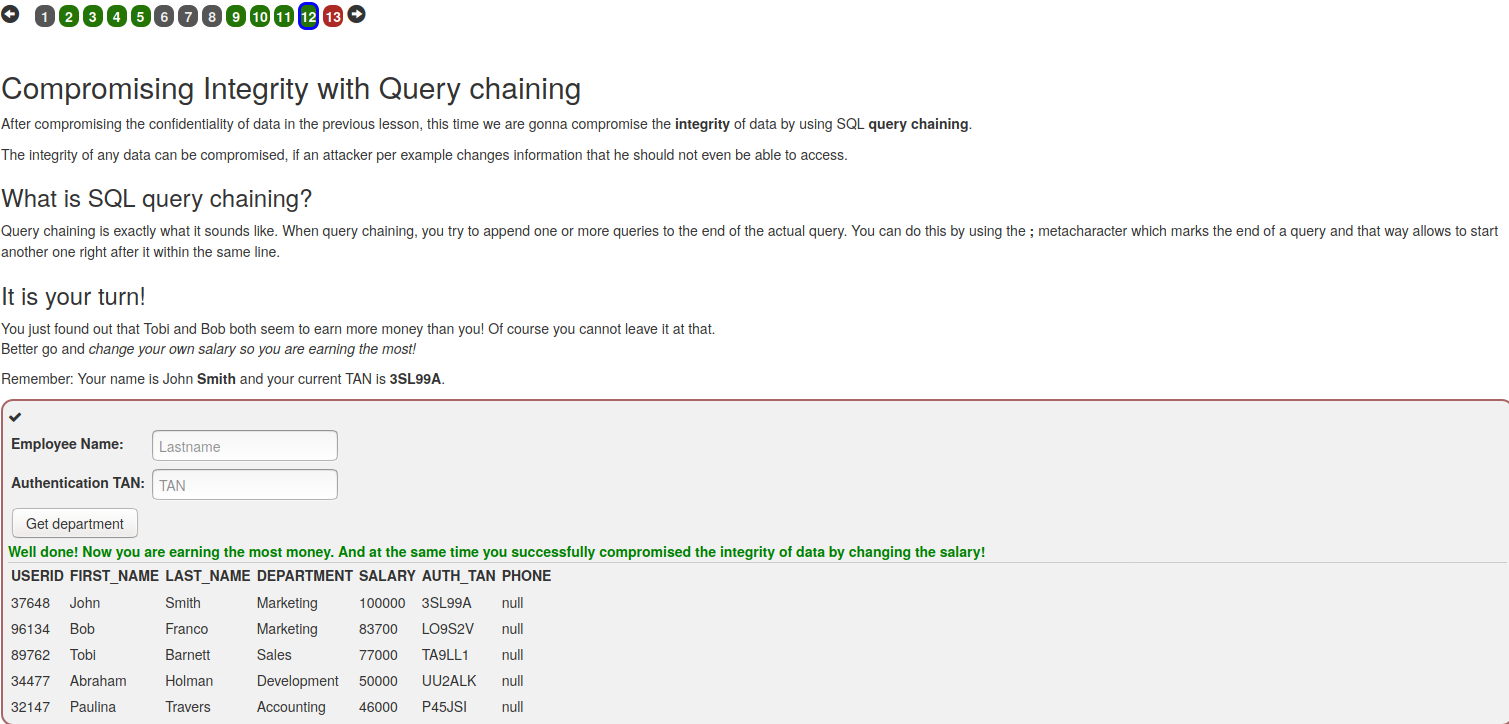 1 2 3 4 5 6 7 8 9 10 11 12 13
Compromising Integrity with Query chaining
After compromising the confidentiality of data in the previous lesson, this time we are gonna compromise the integrity of data by using SQL query chaining.
The integrity of any data can be compromised, if an attacker per example changes information that he should not even be able to access.
What is SQL query chaining?
Query chaining is exactly what it sounds like. When query chaining, you try to append one or more queries to the end of the actual query. You can do this by using the ; metacharacter which marks the end of a query and that way allows to start
another one right after it within the same line.
It is your turn!
You just found out that Tobi and Bob both seem to earn more money than you! Of course you cannot leave it at that.
Better go and change your own salary so you are earning the most!
Remember: Your name is John Smith and your current TAN is 3SL99A.
Employee Name: Lastname
Authentication TAN: TAN
Get department
Well done! Now you are earning the most money. And at the same time you successfully compromised the integrity of data by changing the salary!
USERID FIRST_NAME LAST_NAME DEPARTMENT SALARY AUTH_TAN PHONE
37648 John Smith Marketing 100000 3SL99A null
96134 Bob Franco Marketing 83700 LO9S2V null
89762 Tobi Barnett Sales 77000 TA9LL1 null
34477 Abraham Holman Development 50000 UU2ALK null
32147 Paulina Travers Accounting 46000 P45JSI null